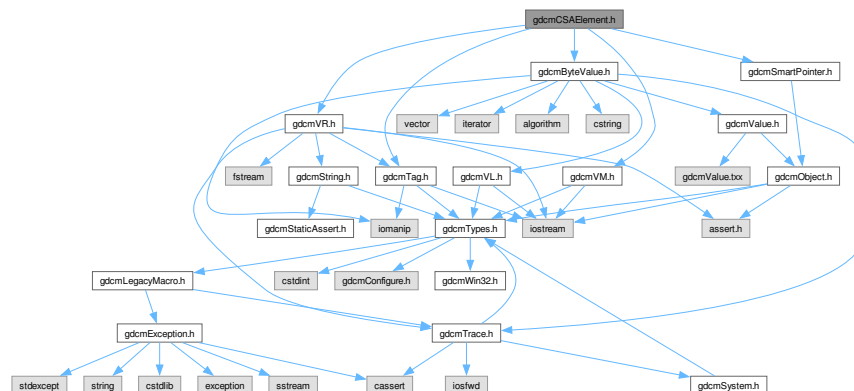 gdcmCSAElement.h
gdcmByteValue.h
gdcmSmartPointer.h
gdcmVR.h
vector
iterator
algorithm
cstring
gdcmValue.h
fstream
gdcmString.h
gdcmTag.h
gdcmVL.h
gdcmVM.h
gdcmValue.txx
gdcmObject.h
gdcmStaticAssert.h
iomanip
gdcmTypes.h
iostream
assert.h
gdcmLegacyMacro.h
cstdint
gdcmConfigure.h
gdcmWin32.h
gdcmException.h
gdcmTrace.h
stdexcept
string
cstdlib
exception
sstream
cassert
iosfwd
gdcmSystem.h